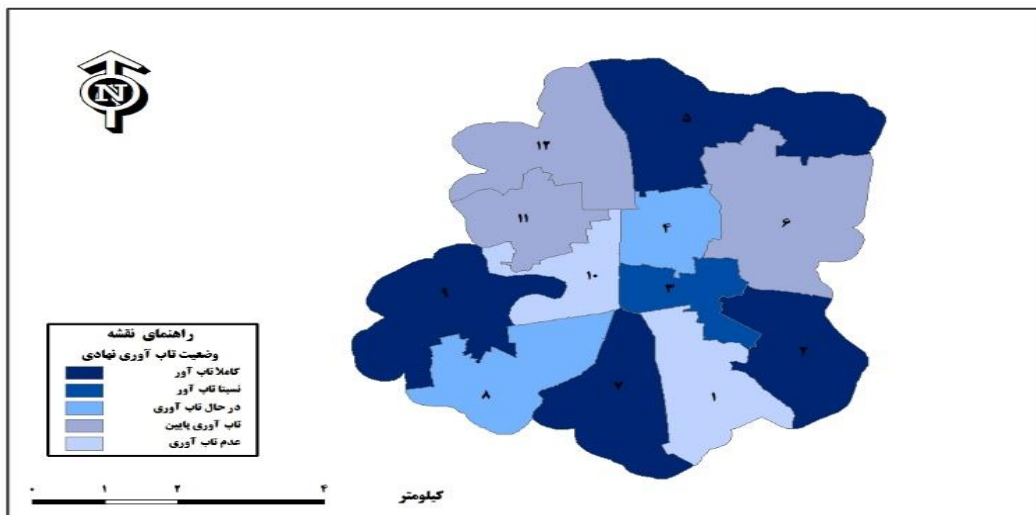 N
۵
۱۲
۶
۱۱
۴
۱۰
۳
۹
۲
۷
۱
۸
راهنمای نقشه
وضعیت تاب آوری نهادی
کاملا تاب آور
نسبتا تاب آور
در حال تاب آوری
تاب آوری پایین
عدم تاب آوری
۰ ۱ ۲ ۴
کیلومتر